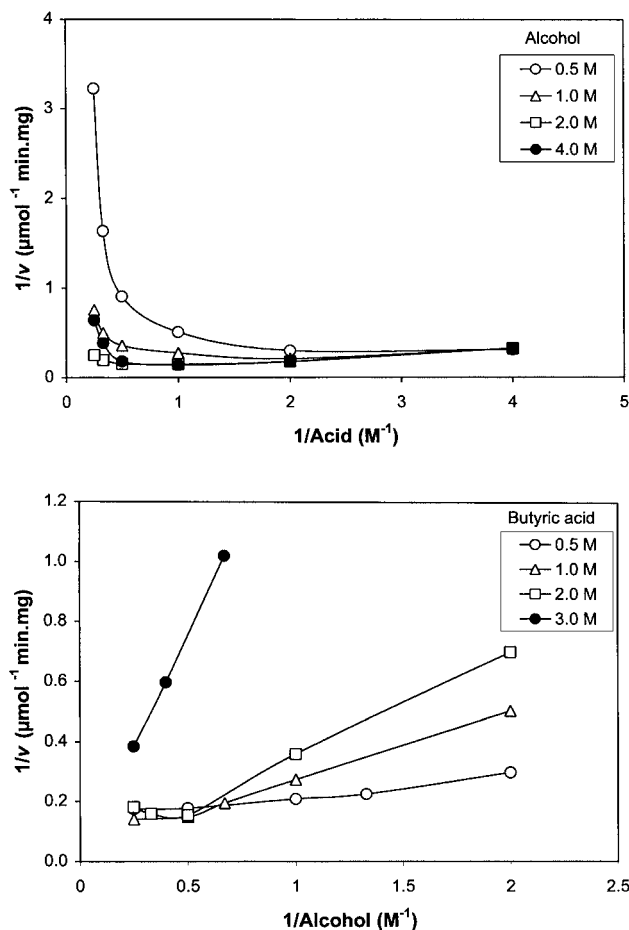 4
3
2
1
0
1/v (µmol ⁻¹ min.mg)
Alcohol
0.5 M
1.0 M
2.0 M
4.0 M
0 1 2 3 4 5
1/Acid (M⁻¹)
1.2
1.0
0.8
0.6
0.4
0.2
0.0
1/v (µmol ⁻¹ min.mg)
Butyric acid
0.5 M
1.0 M
2.0 M
3.0 M
0 0.5 1 1.5 2 2.5
1/Alcohol (M⁻¹)